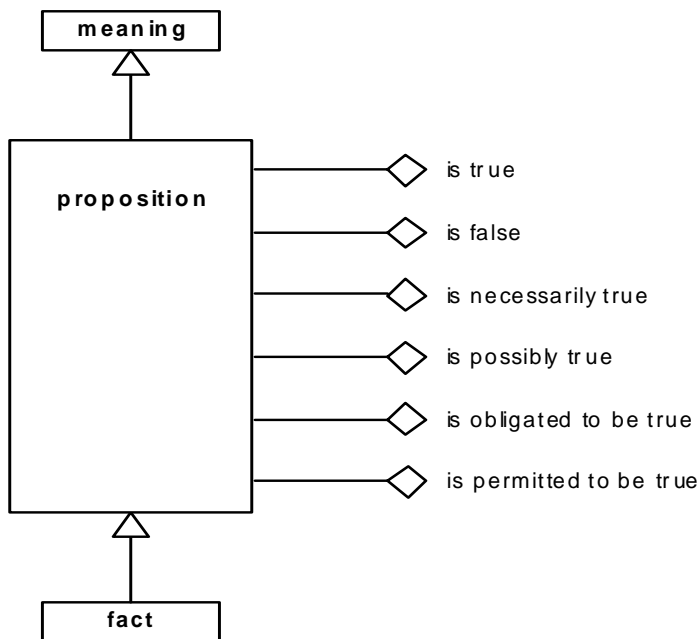 meaning
proposition
is true
is false
is necessarily true
is possibly true
is obligated to be true
is permitted to be true
fact